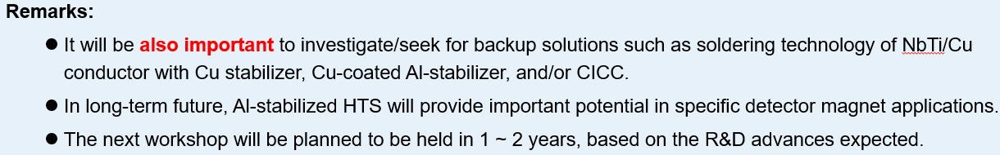 Remarks:
● It will be also important to investigate/seek for backup solutions such as soldering technology of NbTi/Cu
conductor with Cu stabilizer, Cu-coated Al-stabilizer, and/or CICC.
● In long-term future, Al-stabilized HTS will provide important potential in specific detector magnet applications.
● The next workshop will be planned to be held in 1 ~ 2 years, based on the R&D advances expected.